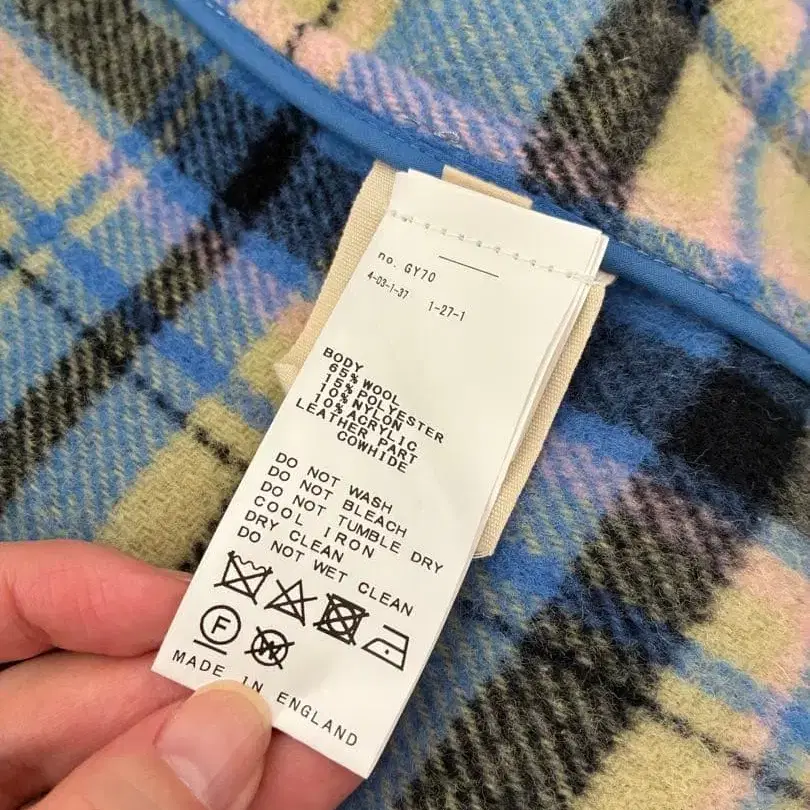 no. GY70
4-03-1-37 1-27-1
BODY
65% WOOL
15% POLYESTER
10% NYLON
10% ACRYLIC
LEATHER PART
COWHIDE
DO NOT WASH
DO NOT BLEACH
DO NOT TUMBLE DRY
COOL IRON
DRY CLEAN
DO NOT WET CLEAN
F W
MADE IN ENGLAND